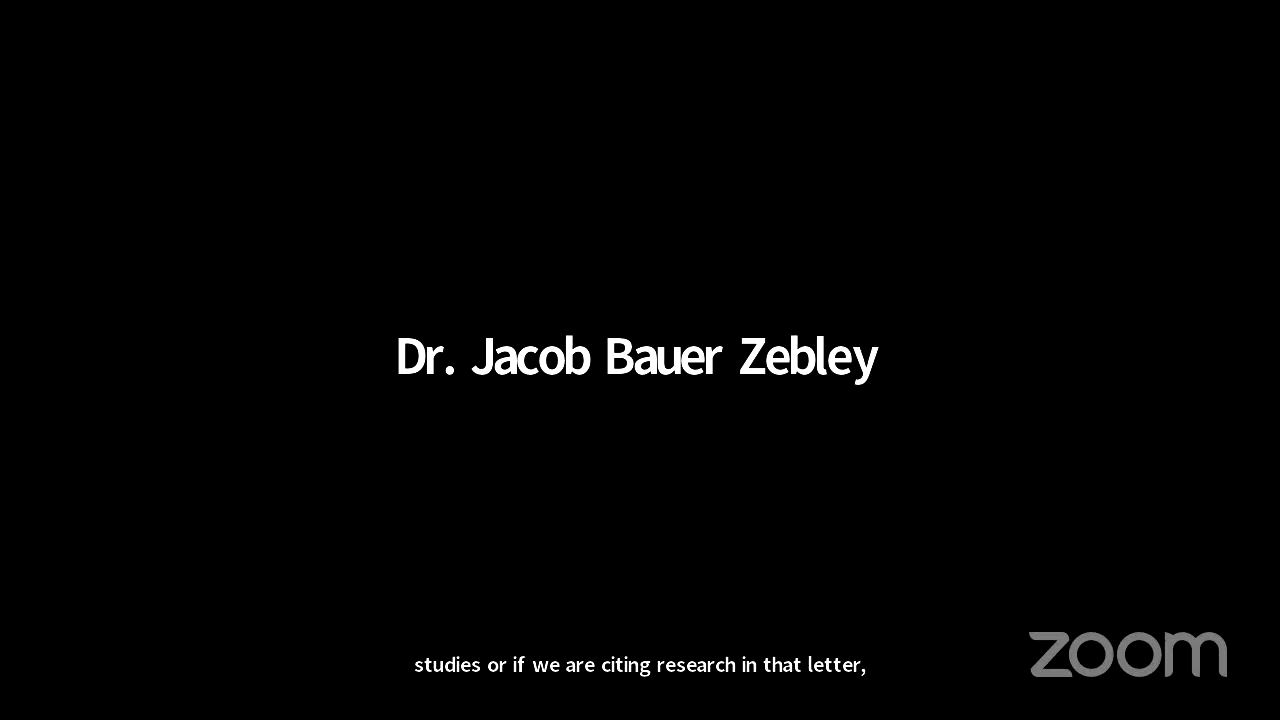 Dr. Jacob Bauer Zebley
studies or if we are citing research in that letter,
zoom